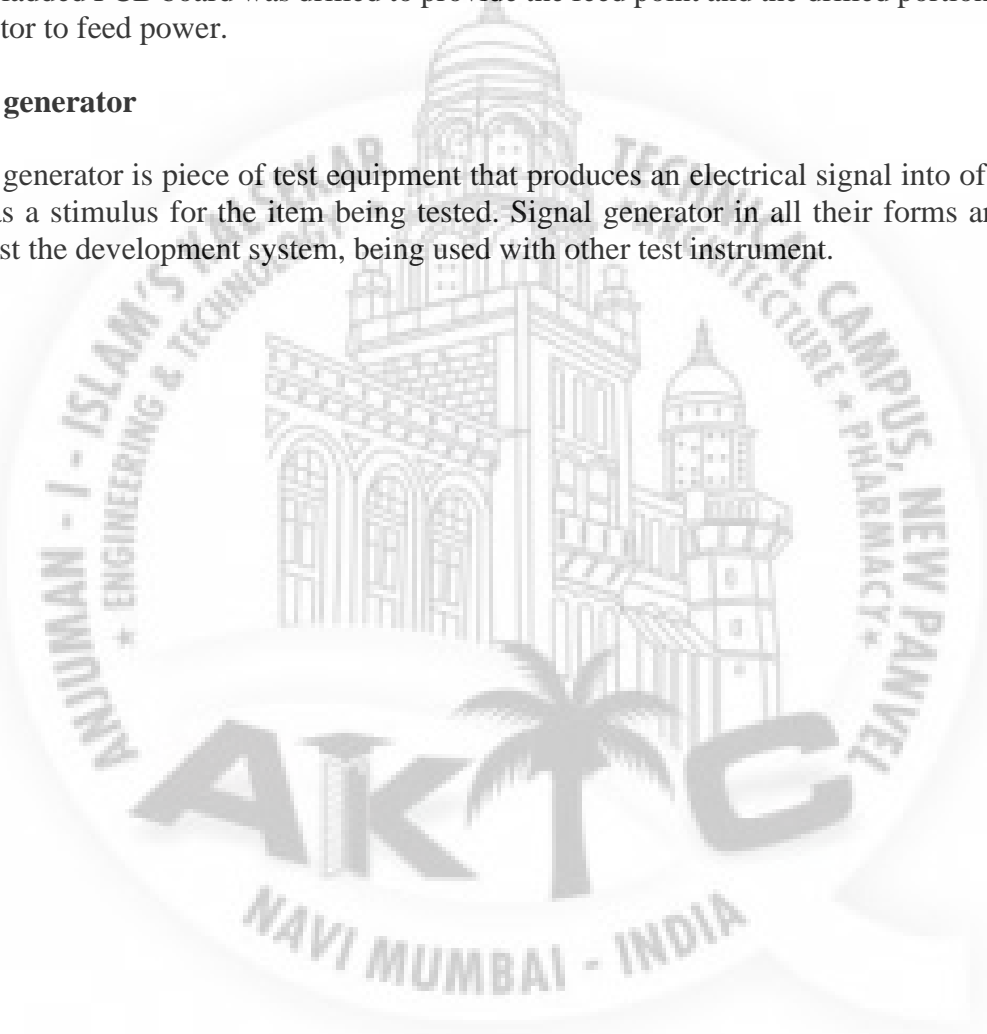 PCB board was drilled to provide the feed point and the drilled portion
tor to feed power.
generator
generator is piece of test equipment that produces an electrical signal into of
s a stimulus for the item being tested. Signal generator in all their forms
st the development system, being used with other test instrument.
ANJUMAN - I - ISLAM'S KALSEKAR TECHNICAL CAMPUS, NEW PANVEL
* ENGINEERING & TECHNOLOGY * ARCHITECTURE * PHARMACY *
AKTC
NAVI MUMBAI - INDIA